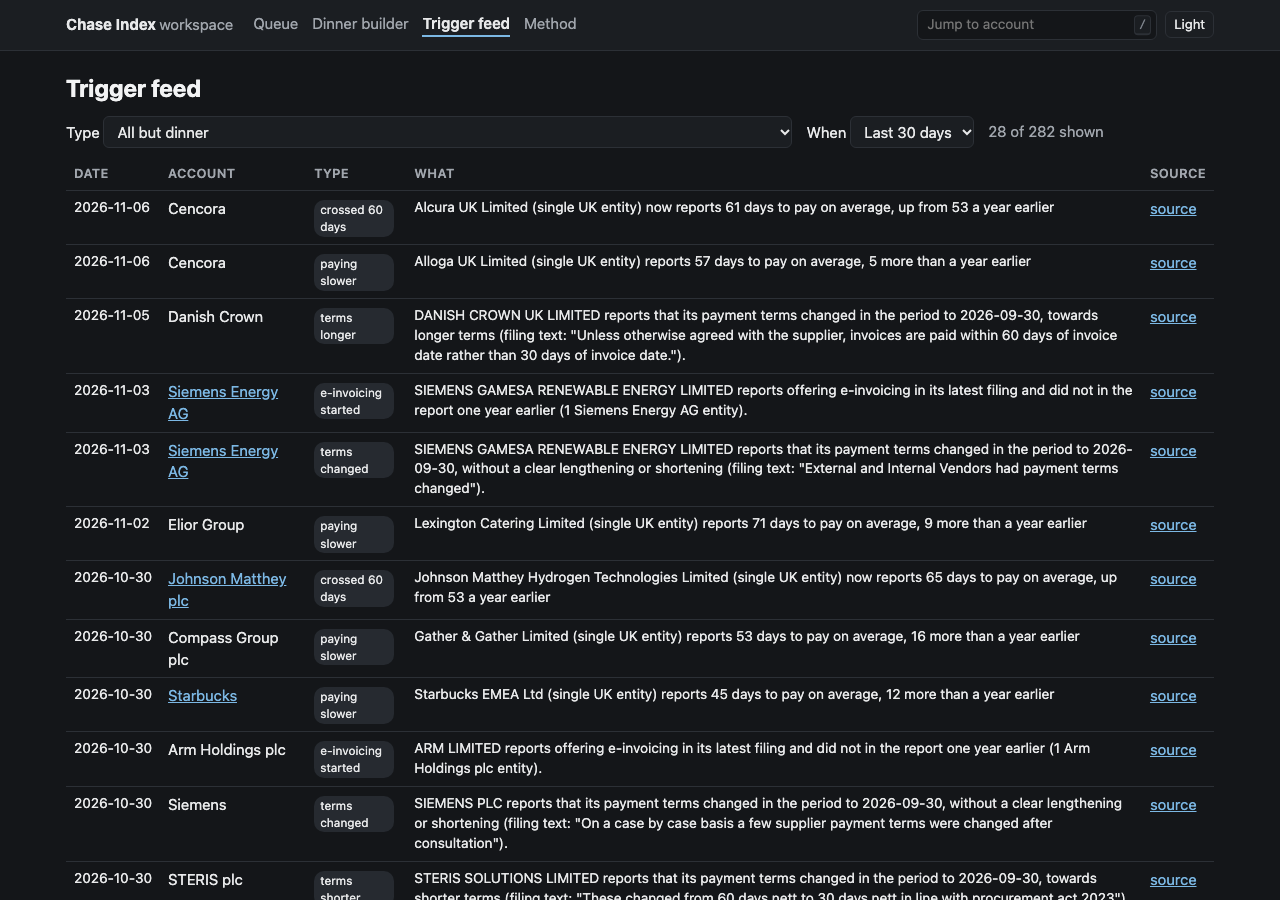 Chase Index workspace Queue Dinner builder Trigger feed Method Jump to account / Light
Trigger feed
Type All but dinner When Last 30 days 28 of 282 shown
DATE ACCOUNT TYPE WHAT SOURCE
2026-11-06 Cencora crossed 60 days Alcura UK Limited (single UK entity) now reports 61 days to pay on average, up from 53 a year earlier source
2026-11-06 Cencora paying slower Alloga UK Limited (single UK entity) reports 57 days to pay on average, 5 more than a year earlier source
2026-11-05 Danish Crown terms longer DANISH CROWN UK LIMITED reports that its payment terms changed in the period to 2026-09-30, towards
longer terms (filing text: "Unless otherwise agreed with the supplier, invoices are paid within 60 days of invoice
date rather than 30 days of invoice date."). source
2026-11-03 Siemens Energy AG e-invoicing started SIEMENS GAMESA RENEWABLE ENERGY LIMITED reports offering e-invoicing in its latest filing and did not in the
report one year earlier (1 Siemens Energy AG entity). source
2026-11-03 Siemens Energy AG terms changed SIEMENS GAMESA RENEWABLE ENERGY LIMITED reports that its payment terms changed in the period to 2026-
09-30, without a clear lengthening or shortening (filing text: "External and Internal Vendors had payment terms
changed"). source
2026-11-02 Elior Group paying slower Lexington Catering Limited (single UK entity) reports 71 days to pay on average, 9 more than a year earlier source
2026-10-30 Johnson Matthey plc crossed 60 days Johnson Matthey Hydrogen Technologies Limited (single UK entity) now reports 65 days to pay on average, up
from 53 a year earlier source
2026-10-30 Compass Group plc paying slower Gather & Gather Limited (single UK entity) reports 53 days to pay on average, 16 more than a year earlier source
2026-10-30 Starbucks paying slower Starbucks EMEA Ltd (single UK entity) reports 45 days to pay on average, 12 more than a year earlier source
2026-10-30 Arm Holdings plc e-invoicing started ARM LIMITED reports offering e-invoicing in its latest filing and did not in the report one year earlier (1 Arm
Holdings plc entity). source
2026-10-30 Siemens terms changed SIEMENS PLC reports that its payment terms changed in the period to 2026-09-30, without a clear lengthening
or shortening (filing text: "On a case by case basis a few supplier payment terms were changed after
consultation"). source
2026-10-30 STERIS plc terms shorter STERIS SOLUTIONS LIMITED reports that its payment terms changed in the period to 2026-09-30, towards
shorter terms (filing text: "These changed from 60 days nett to 30 days nett in line with procurement act 2023") source